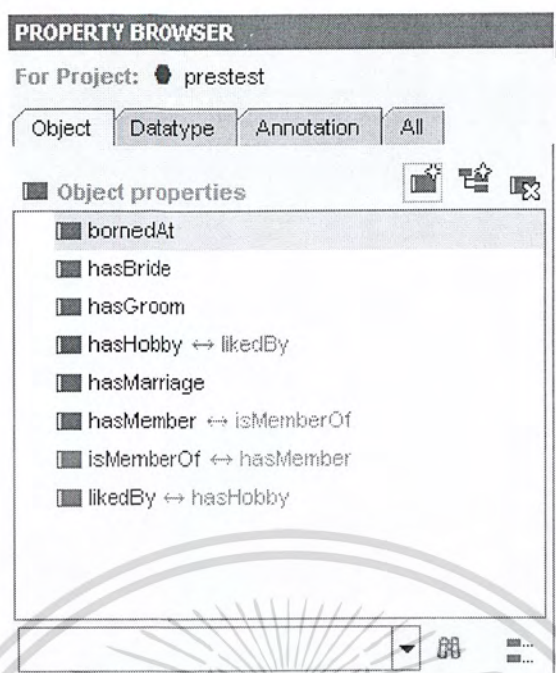 PROPERTY BROWSER
For Project: prestest
Object Datatype Annotation All
Object properties
bornedAt
hasBride
hasGroom
hasHobby ↔ likedBy
hasMarriage
hasMember ↔ isMemberOf
isMemberOf ↔ hasMember
likedBy ↔ hasHobby